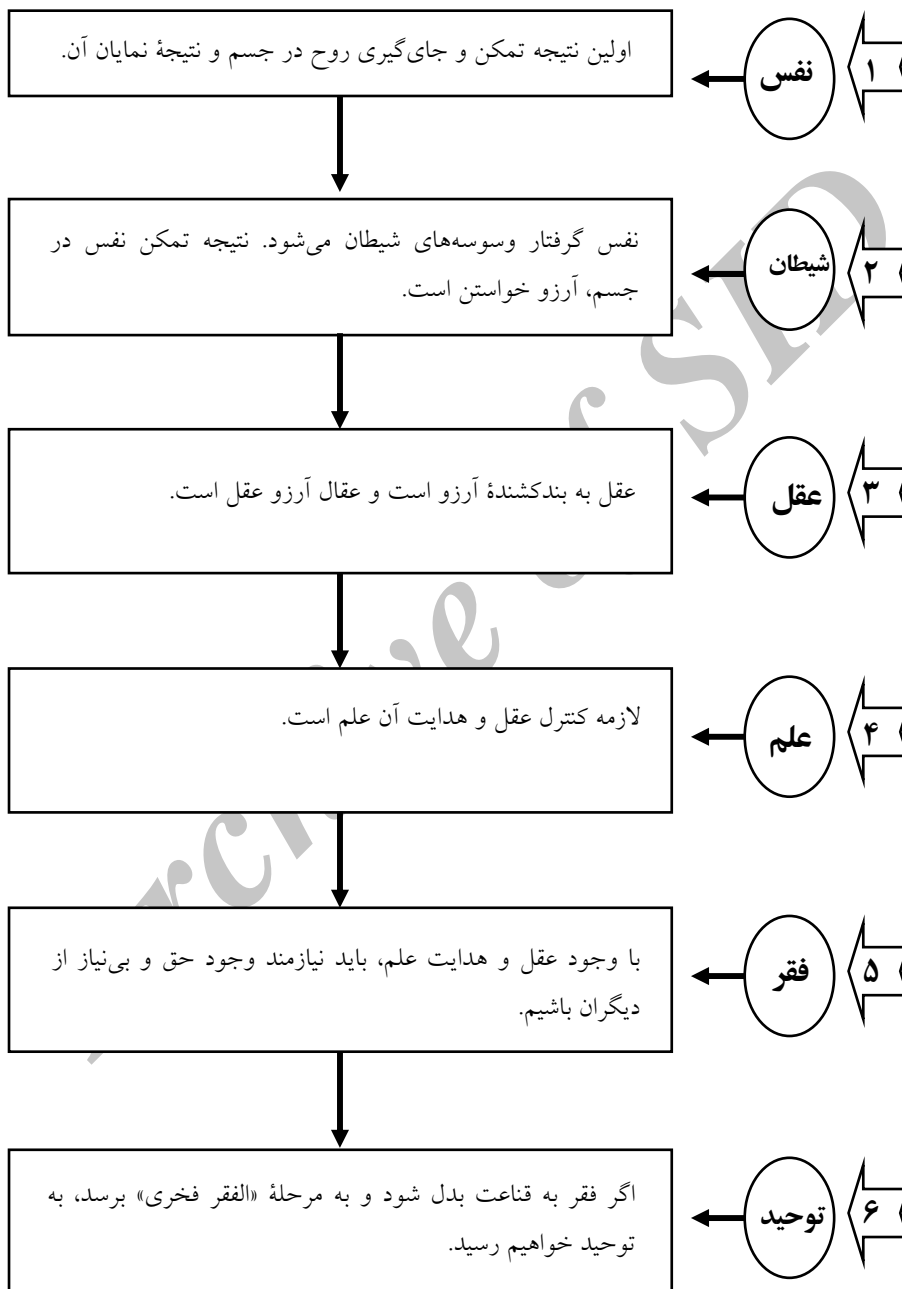 ۱
نفس
اولین نتیجه تمکن و جای‌گیری روح در جسم و نتیجهٔ نمایان آن.
۲
شیطان
نفس گرفتار وسوسه‌های شیطان می‌شود. نتیجه تمکن نفس در
جسم، آرزو خواستن است.
۳
عقل
عقل به بندکشندهٔ آرزو است و عقال آرزو عقل است.
۴
علم
لازمه کنترل عقل و هدایت آن علم است.
۵
فقر
با وجود عقل و هدایت علم، باید نیازمند وجود حق و بی‌نیاز از
دیگران باشیم.
۶
توحید
اگر فقر به قناعت بدل شود و به مرحلهٔ «الفقر فخری» برسد، به
توحید خواهیم رسید.
Archive of SID